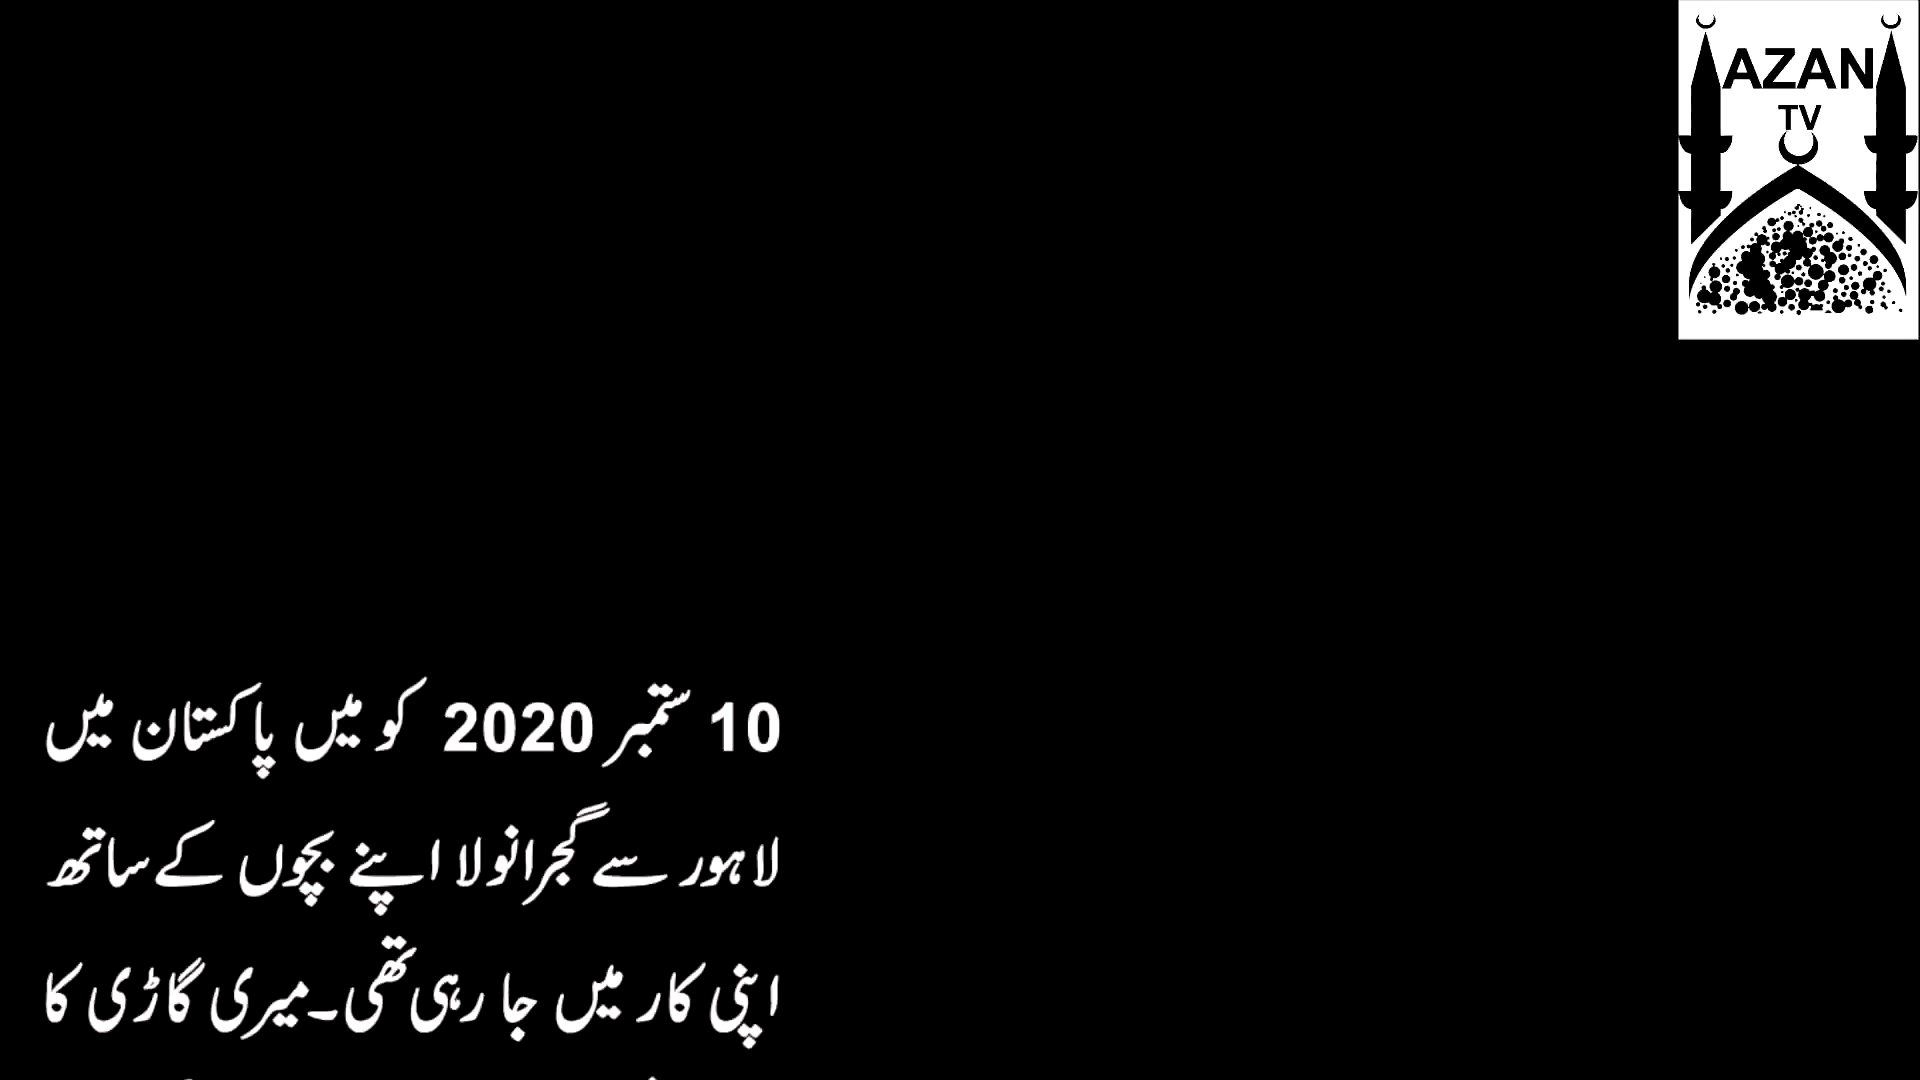 AZAN
TV
10 ستمبر 2020 کو میں پاکستان میں
لاہور سے گجرانولا اپنے بچوں کے ساتھ
اپنی کار میں جا رہی تھی۔میری گاڑی کا